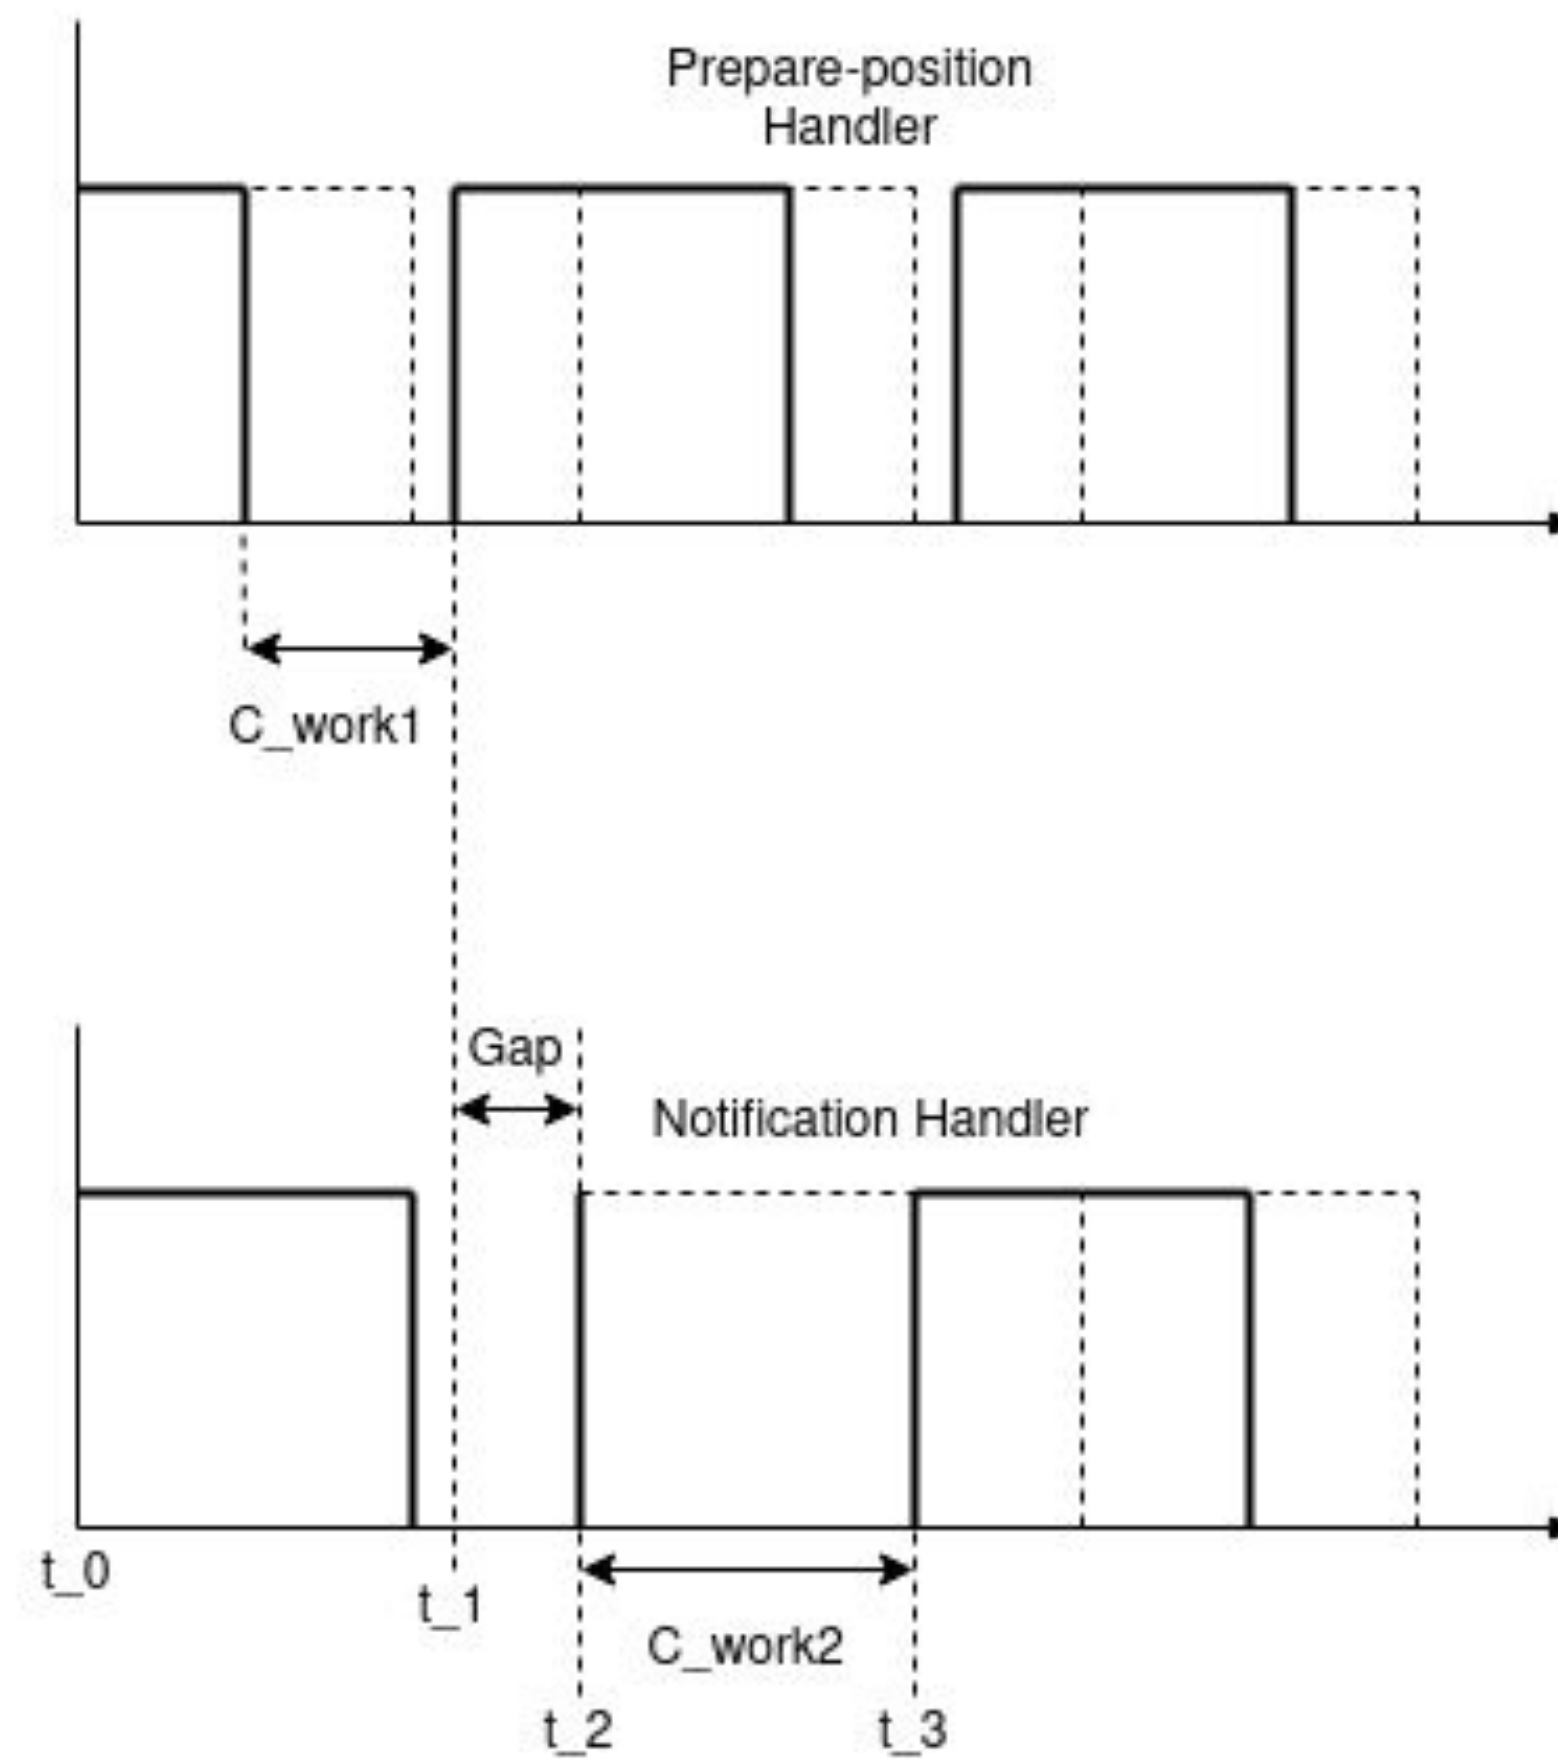 Prepare-position
Handler
C_work1
Gap
Notification Handler
t_0
t_1
C_work2
t_2
t_3